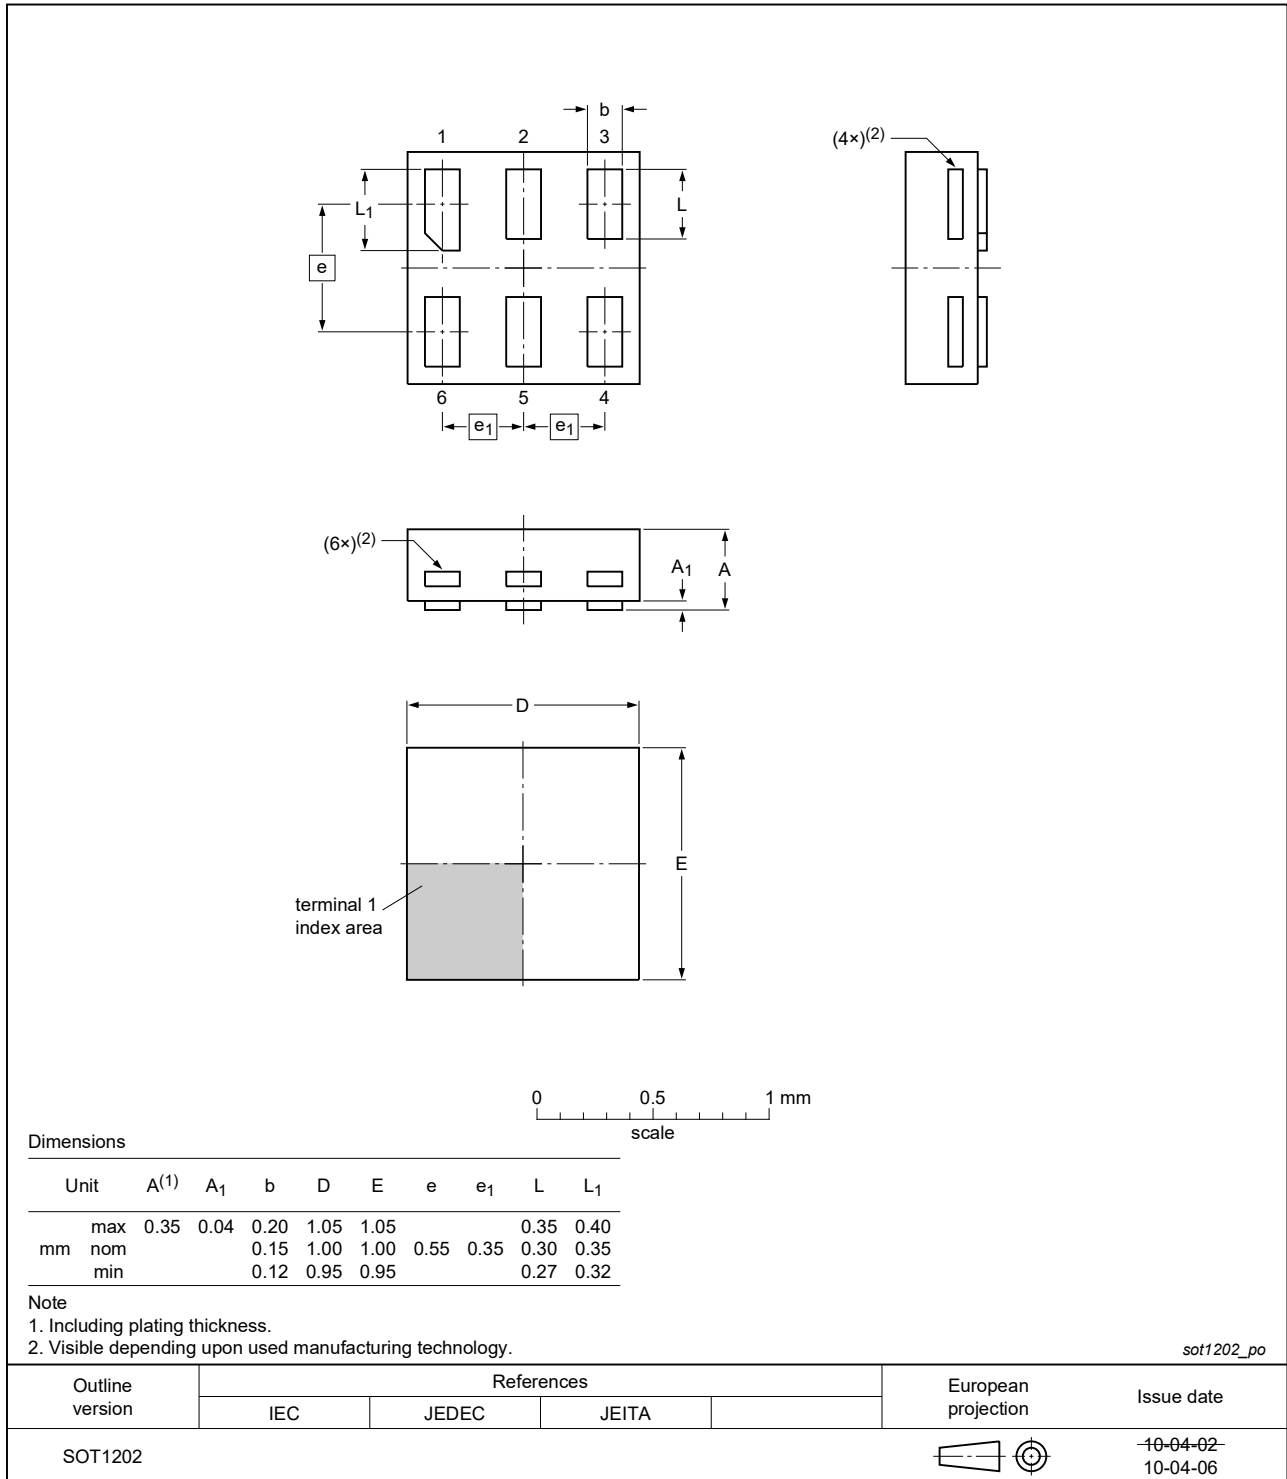 b
1 2 3
(4×)(2)
L1
L
e
6 5 4
e1 e1
(6×)(2)
A1 A
D
E
terminal 1
index area
0 0.5 1 mm
scale
Dimensions
Unit A(1) A1 b D E e e1 L L1
max 0.35 0.04 0.20 1.05 1.05 0.35 0.40
mm nom 0.15 1.00 1.00 0.55 0.35 0.30 0.35
min 0.12 0.95 0.95 0.27 0.32
Note
1. Including plating thickness.
2. Visible depending upon used manufacturing technology.
sot1202_po
Outline
version
References
IEC JEDEC JEITA
European
projection
Issue date
SOT1202
10-04-02
10-04-06